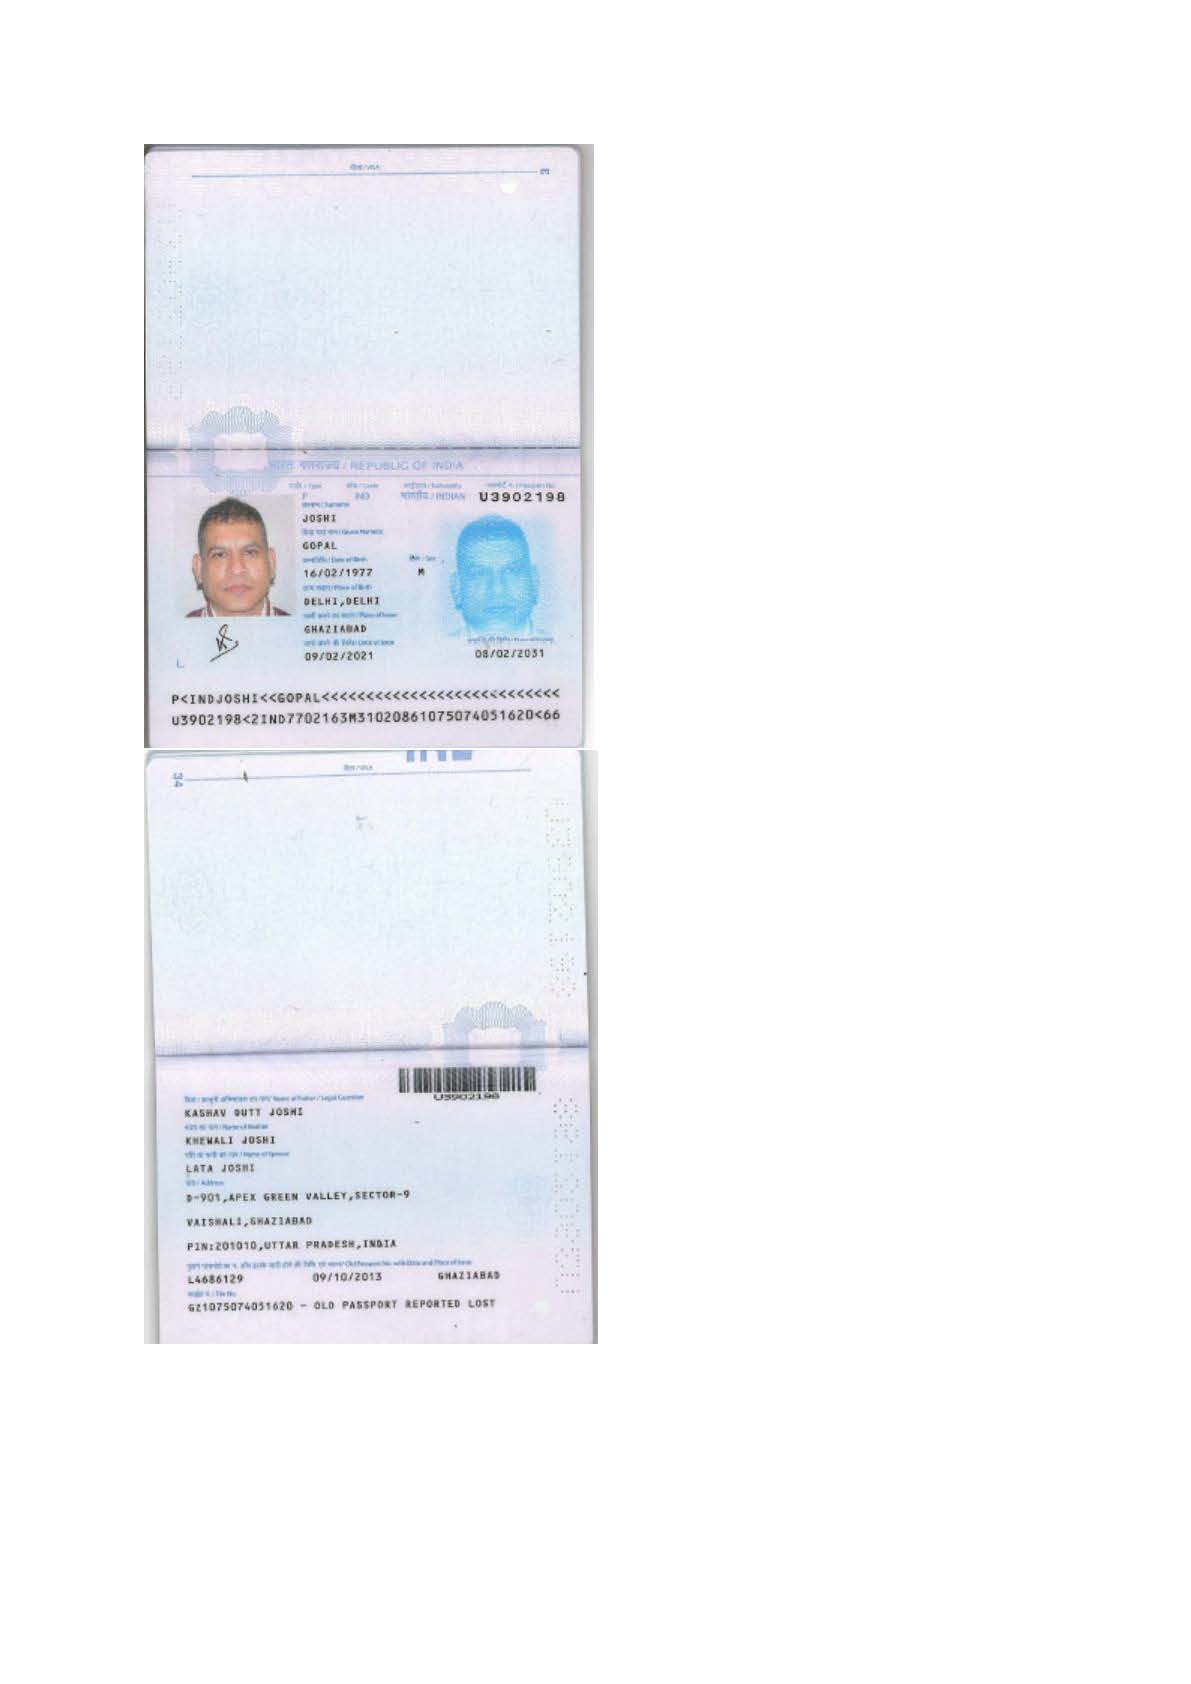 वीजा / VISA
3
भारत गणराज्य / REPUBLIC OF INDIA
टाईप / Type कोड / Code राष्ट्रीयता / Nationality पासपोर्ट न. / Passport No.
P IND भारतीय / INDIAN U3902198
उपनाम / Surname
JOSHI
दिया गया नाम / Given Name(s)
GOPAL
जन्मतिथि / Date of Birth लिंग / Sex
16/02/1977 M
जन्म स्थान / Place of Birth
DELHI,DELHI
जारी करने का स्थान / Place of Issue
GHAZIABAD
जारी करने की तिथि / Date of Issue समाप्ति की तिथि / Date of Expiry
09/02/2021 08/02/2031
P<INDJOSHI<<GOPAL<<<<<<<<<<<<<<<<<<<<<<<<<<<
U3902198<2IND7702163M31020861075074051620<66
34
वीजा / VISA
U3902198
पिता / कानूनी अभिभावक का नाम / Name of Father / Legal Guardian
KASHAV DUTT JOSHI
माता का नाम / Name of Mother
KHEWALI JOSHI
पति या पत्नी का नाम / Name of Spouse
LATA JOSHI
पता / Address
D-901,APEX GREEN VALLEY,SECTOR-9
VAISHALI,GHAZIABAD
PIN:201010,UTTAR PRADESH,INDIA
पुराने पासपोर्ट का न. और इसके जारी होने की तिथि एवं स्थान / Old Passport No. with Date and Place of Issue
L4686129 09/10/2013 GHAZIABAD
फाईल न. / File No.
GZ1075074051620 - OLD PASSPORT REPORTED LOST